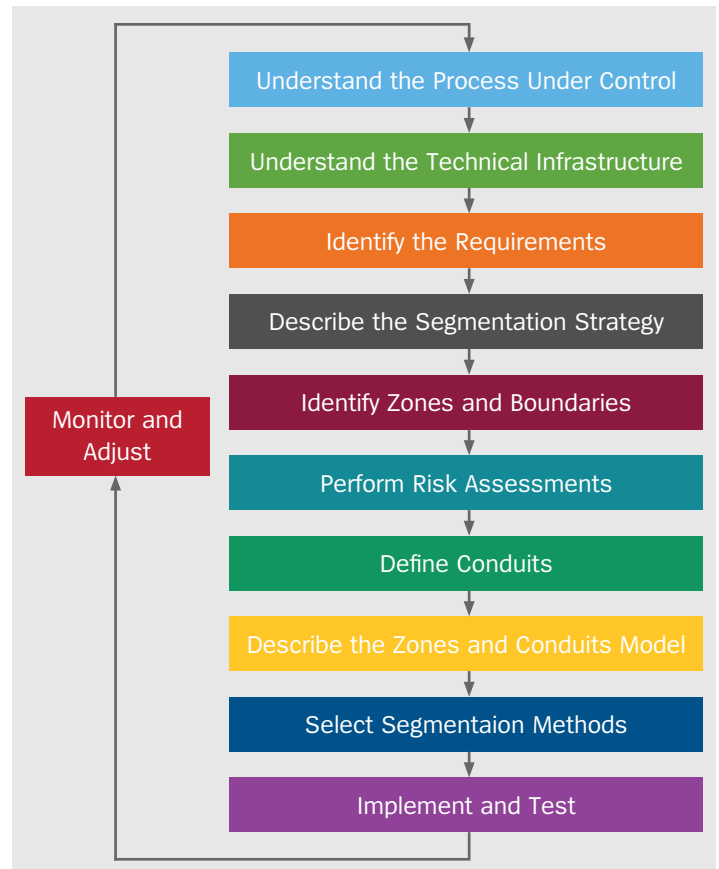 Understand the Process Under Control
Understand the Technical Infrastructure
Identify the Requirements
Describe the Segmentation Strategy
Identify Zones and Boundaries
Monitor and
Adjust
Perform Risk Assessments
Define Conduits
Describe the Zones and Conduits Model
Select Segmentaion Methods
Implement and Test